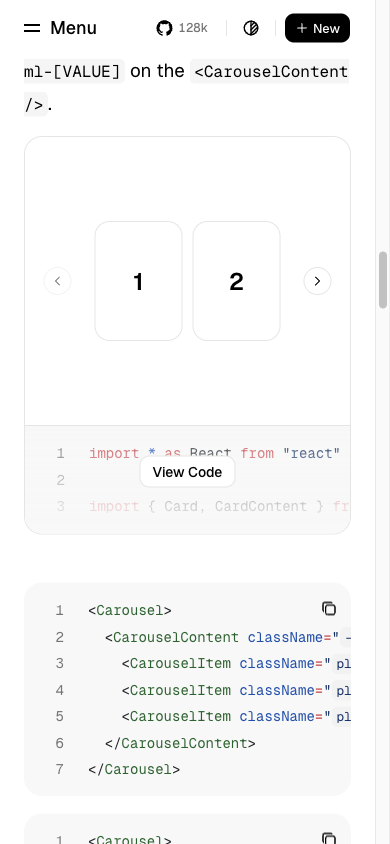 Menu 128k + New
ml-[VALUE] on the <CarouselContent
/>.
1 2
1 import * as React from "react"
2
View Code
3 import { Card, CardContent } fr
1 <Carousel>
2 <CarouselContent className="-
3 <CarouselItem className="pl
4 <CarouselItem className="pl
5 <CarouselItem className="pl
6 </CarouselContent>
7 </Carousel>
1 <Carousel>